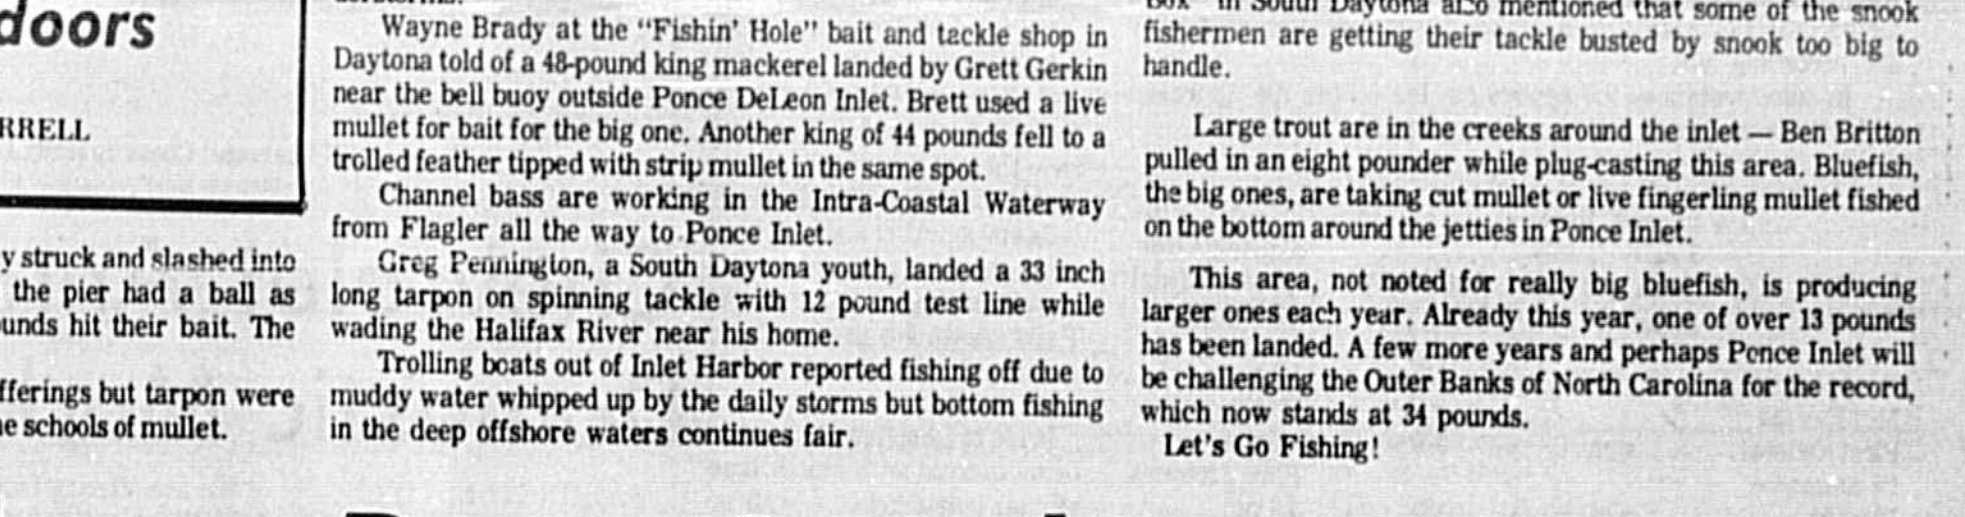 doors
RRELL
y struck and slashed into
the pier had a ball as
unds hit their bait. The
fferings but tarpon were
e schools of mullet.
Wayne Brady at the "Fishin' Hole" bait and tackle shop in
Daytona told of a 48-pound king mackerel landed by Grett Gerkin
near the bell buoy outside Ponce DeLeon Inlet. Brett used a live
mullet for bait for the big one. Another king of 44 pounds fell to a
trolled feather tipped with strip mullet in the same spot.
Channel bass are working in the Intra-Coastal Waterway
from Flagler all the way to Ponce Inlet.
Greg Pennington, a South Daytona youth, landed a 33 inch
long tarpon on spinning tackle with 12 pound test line while
wading the Halifax River near his home.
Trolling boats out of Inlet Harbor reported fishing off due to
muddy water whipped up by the daily storms but bottom fishing
in the deep offshore waters continues fair.
Box" in South Daytona also mentioned that some of the snook
fishermen are getting their tackle busted by snook too big to
handle.
Large trout are in the creeks around the inlet — Ben Britton
pulled in an eight pounder while plug-casting this area. Bluefish,
the big ones, are taking cut mullet or live fingerling mullet fished
on the bottom around the jetties in Ponce Inlet.
This area, not noted for really big bluefish, is producing
larger ones each year. Already this year, one of over 13 pounds
has been landed. A few more years and perhaps Ponce Inlet will
be challenging the Outer Banks of North Carolina for the record,
which now stands at 34 pounds.
Let's Go Fishing!